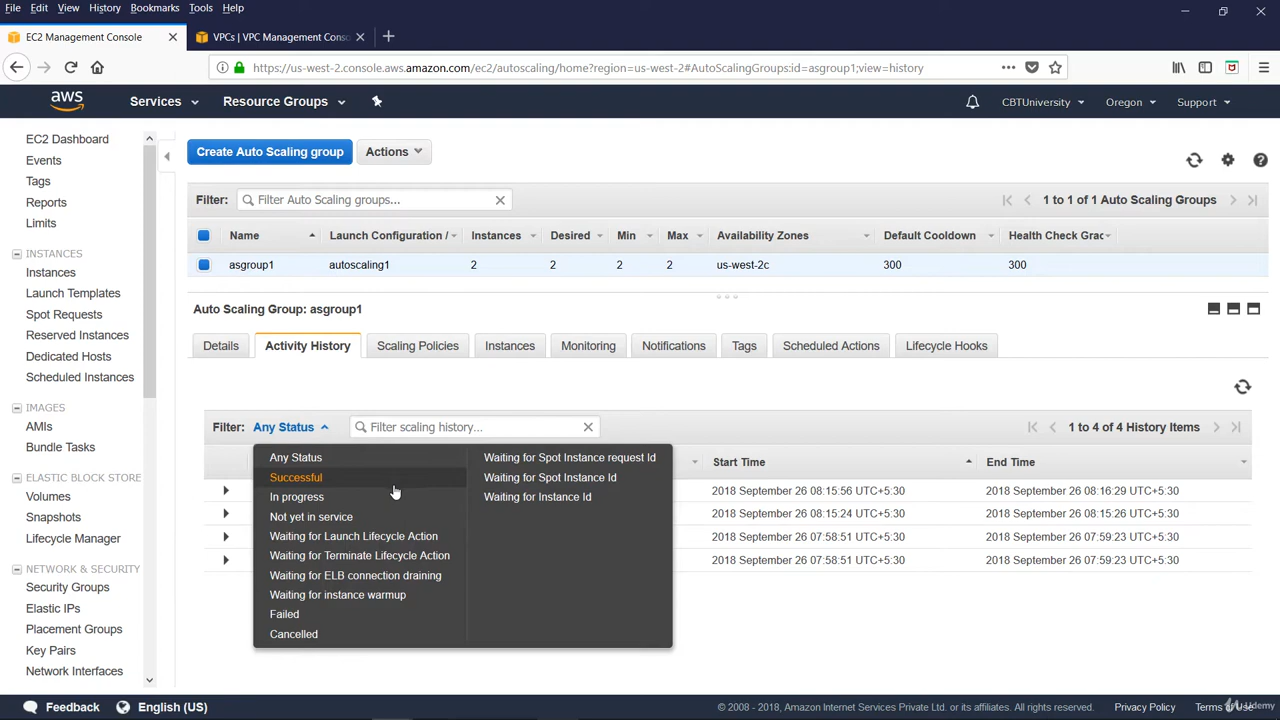 File Edit View History Bookmarks Tools Help
EC2 Management Console VPCs | VPC Management Conso
https://us-west-2.console.aws.amazon.com/ec2/autoscaling/home?region=us-west-2#AutoScalingGroups:id=asgroup1;view=history
aws Services Resource Groups CBTUniversity Oregon Support
EC2 Dashboard
Events
Tags
Reports
Limits
INSTANCES
Instances
Launch Templates
Spot Requests
Reserved Instances
Dedicated Hosts
Scheduled Instances
IMAGES
AMIs
Bundle Tasks
ELASTIC BLOCK STORE
Volumes
Snapshots
Lifecycle Manager
NETWORK & SECURITY
Security Groups
Elastic IPs
Placement Groups
Key Pairs
Network Interfaces
Create Auto Scaling group Actions
Filter: Filter Auto Scaling groups... 1 to 1 of 1 Auto Scaling Groups
Name Launch Configuration / Instances Desired Min Max Availability Zones Default Cooldown Health Check Grac
asgroup1 autoscaling1 2 2 2 2 us-west-2c 300 300
Auto Scaling Group: asgroup1
Details Activity History Scaling Policies Instances Monitoring Notifications Tags Scheduled Actions Lifecycle Hooks
Filter: Any Status Filter scaling history... 1 to 4 of 4 History Items
Any Status
Successful
In progress
Not yet in service
Waiting for Launch Lifecycle Action
Waiting for Terminate Lifecycle Action
Waiting for ELB connection draining
Waiting for instance warmup
Failed
Cancelled
Waiting for Spot Instance request Id
Waiting for Spot Instance Id
Waiting for Instance Id
Start Time End Time
2018 September 26 08:15:56 UTC+5:30 2018 September 26 08:16:29 UTC+5:30
2018 September 26 08:15:24 UTC+5:30 2018 September 26 08:15:57 UTC+5:30
2018 September 26 07:58:51 UTC+5:30 2018 September 26 07:59:23 UTC+5:30
2018 September 26 07:58:51 UTC+5:30 2018 September 26 07:59:23 UTC+5:30
Feedback English (US) © 2008 - 2018, Amazon Internet Services Private Ltd. or its affiliates. All rights reserved. Privacy Policy Terms of Use
Udemy